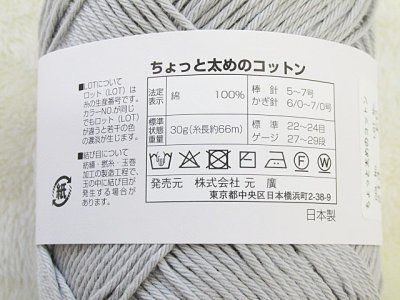 ちょっと太めのコットン
■LOTについて
ロット(LOT)は
糸の生産番号です。
カラーNO.が同じ
でもロット(LOT)が
違うと若干の色
の濃淡が生じます。
■結び目について
紡績・撚糸・玉巻
加工の製造工程で、
玉の中に結び目が
発生する場合が
あります。
紙
法定表示
綿 100%
棒針 5〜7号
かぎ針 6/0〜7/0号
標準状態重量
30g(糸長約66m)
標準ゲージ
22〜24目
27〜29段
発売元 株式会社 元廣
東京都中央区日本橋浜町2-38-9
日本製